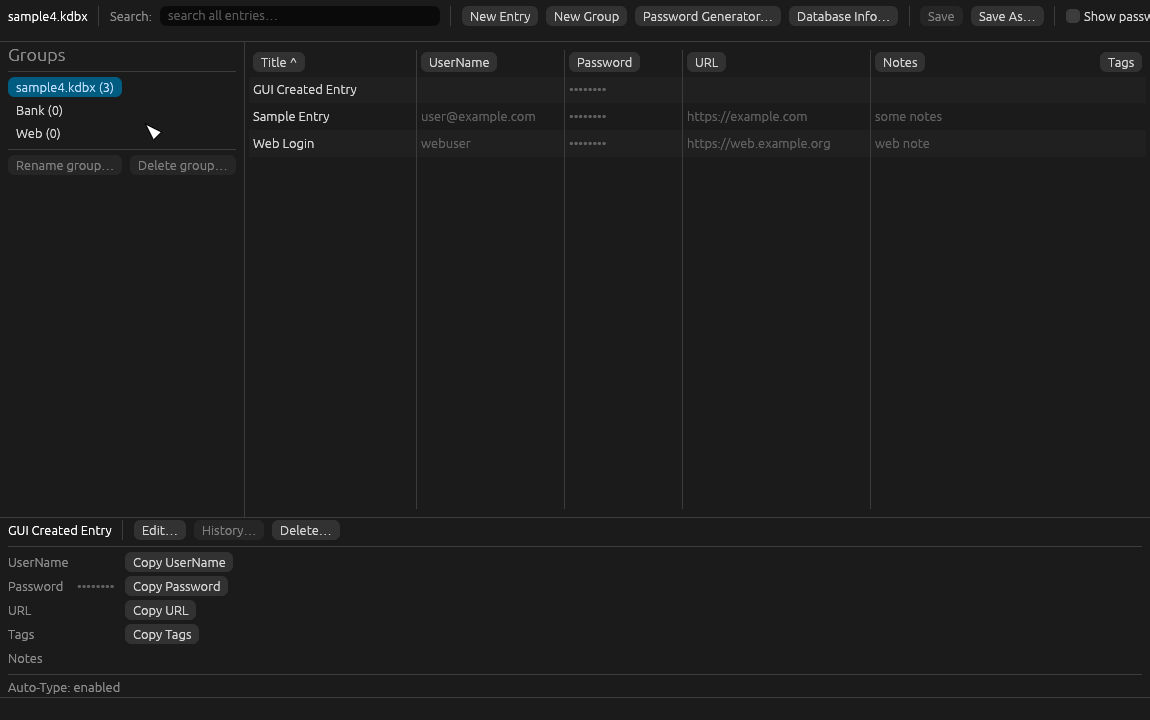 sample4.kdbx Search: search all entries... New Entry New Group Password Generator... Database Info... Save Save As... Show passw
Groups
sample4.kdbx (3)
Bank (0)
Web (0)
Rename group... Delete group...
Title ^ UserName Password URL Notes Tags
GUI Created Entry ••••••••
Sample Entry user@example.com •••••••• https://example.com some notes
Web Login webuser •••••••• https://web.example.org web note
GUI Created Entry Edit... History... Delete...
UserName Copy UserName
Password •••••••• Copy Password
URL Copy URL
Tags Copy Tags
Notes
Auto-Type: enabled